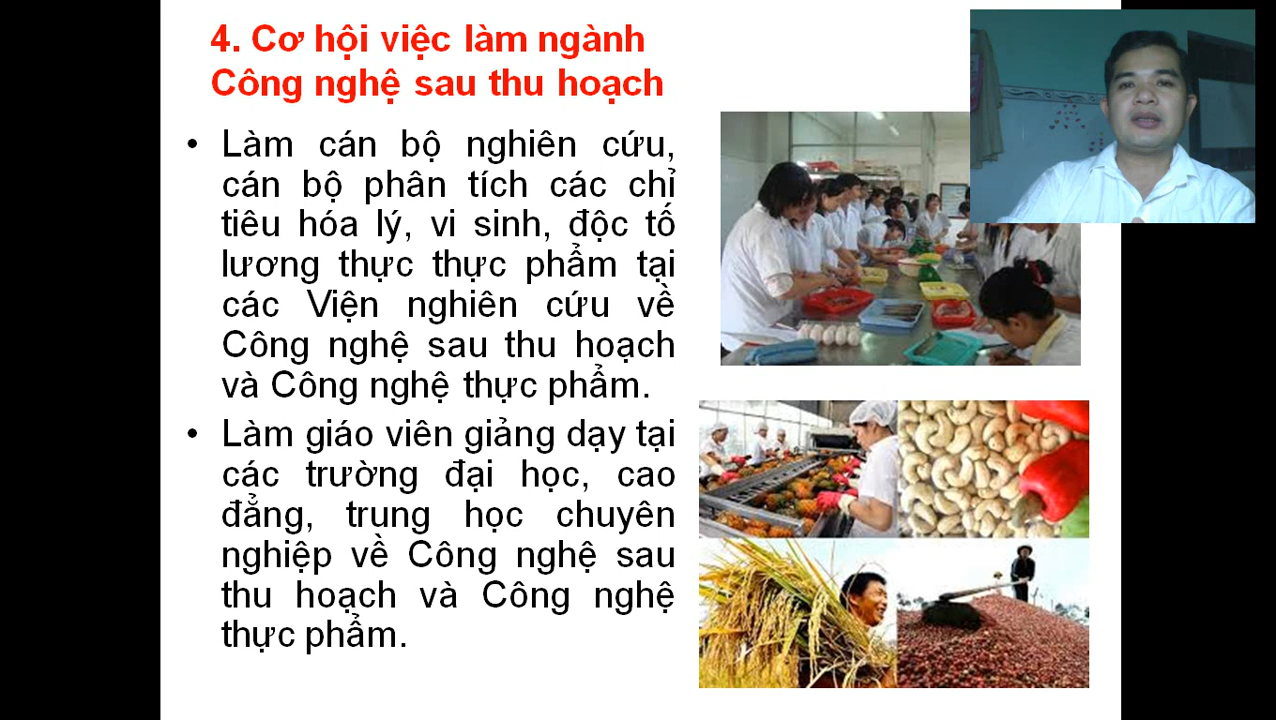 4. Cơ hội việc làm ngành
Công nghệ sau thu hoạch
• Làm cán bộ nghiên cứu,
cán bộ phân tích các chỉ
tiêu hóa lý, vi sinh, độc tố
lương thực thực phẩm tại
các Viện nghiên cứu về
Công nghệ sau thu hoạch
và Công nghệ thực phẩm.
• Làm giáo viên giảng dạy tại
các trường đại học, cao
đẳng, trung học chuyên
nghiệp về Công nghệ sau
thu hoạch và Công nghệ
thực phẩm.